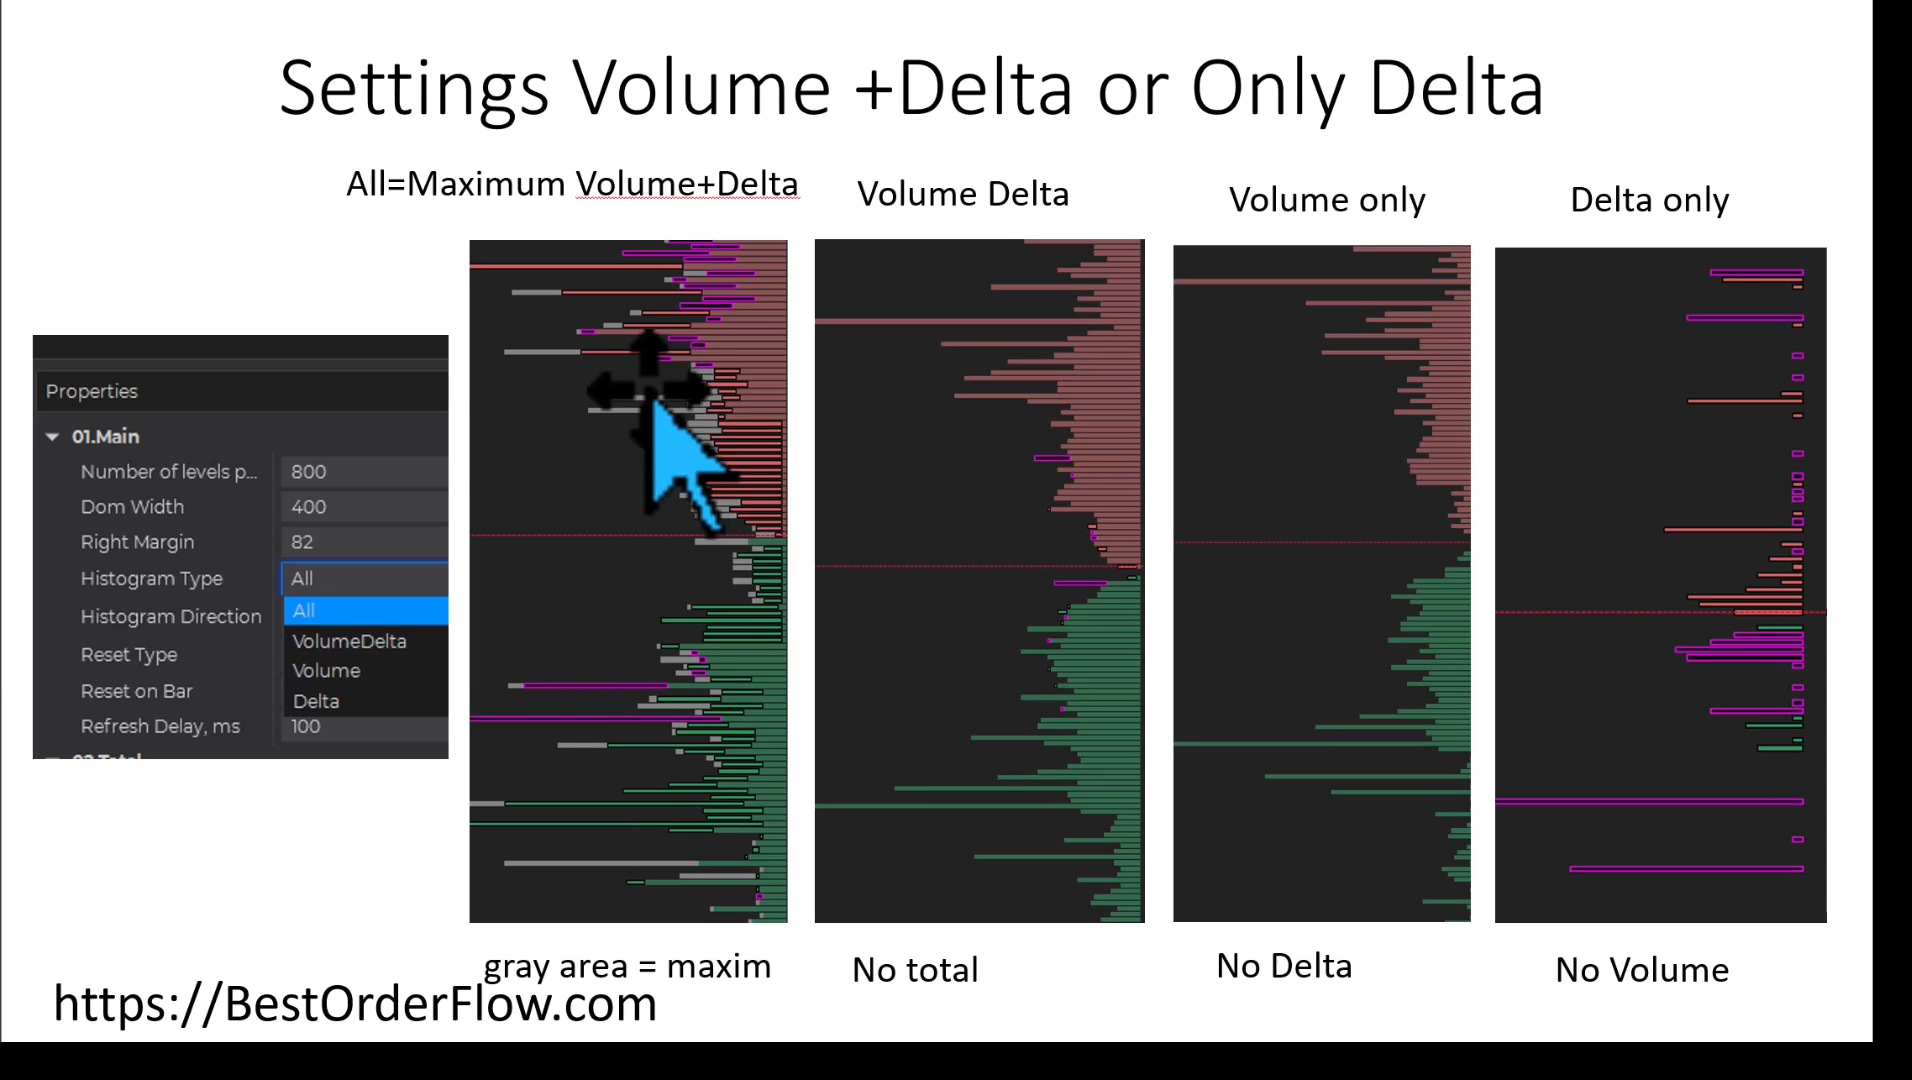 Settings Volume +Delta or Only Delta
All=Maximum Volume+Delta
Volume Delta
Volume only
Delta only
Properties
01.Main
Number of levels p... 800
Dom Width 400
Right Margin 82
Histogram Type All
All
Histogram Direction
VolumeDelta
Reset Type
Volume
Reset on Bar
Delta
Refresh Delay, ms 100
gray area = maxim
No total
No Delta
No Volume
https://BestOrderFlow.com